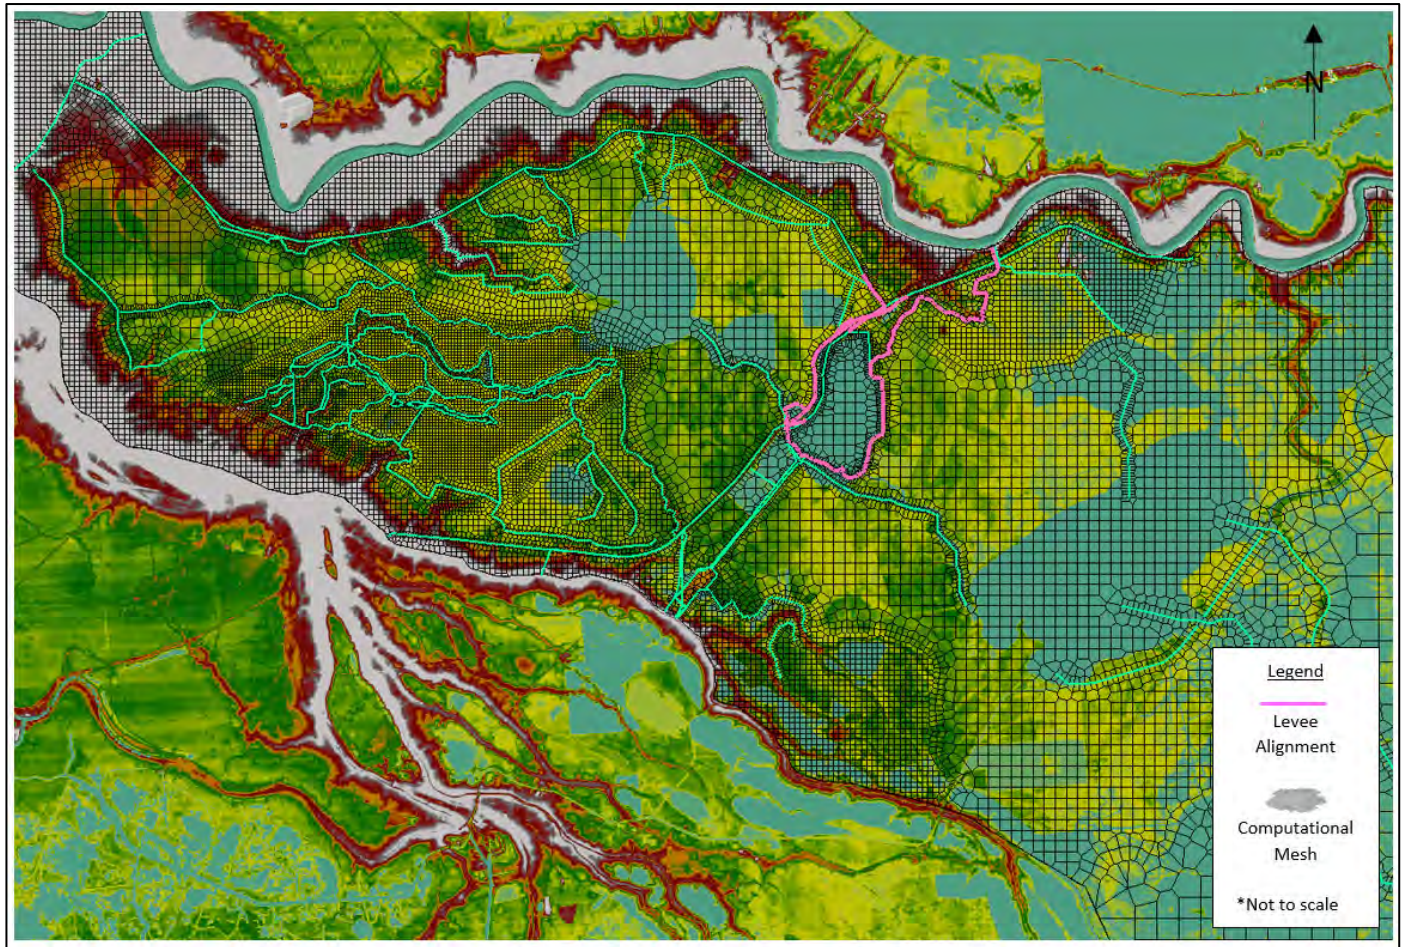 N
Legend
Levee
Alignment
Computational
Mesh
*Not to scale